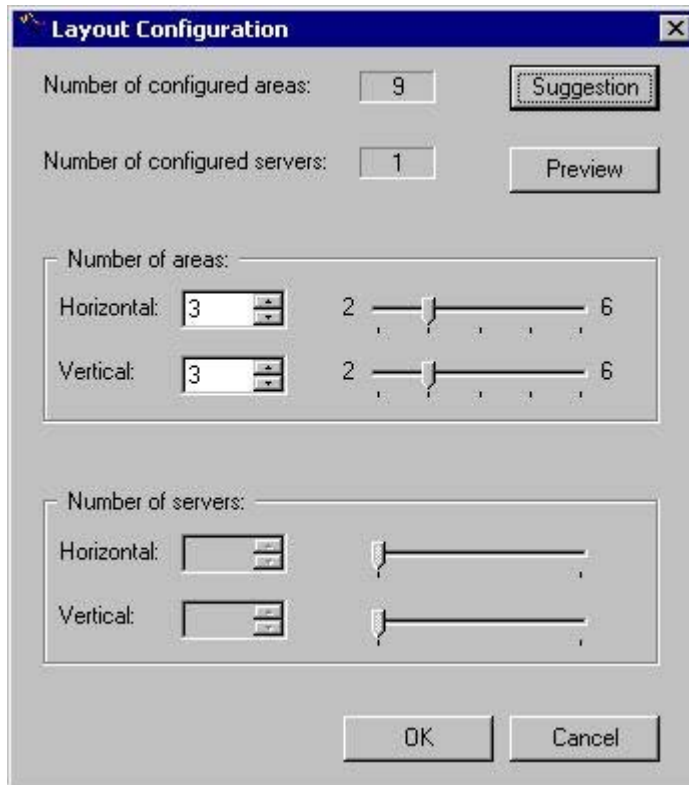 Layout Configuration
Number of configured areas: 9 Suggestion
Number of configured servers: 1 Preview
Number of areas:
Horizontal: 3 2 6
Vertical: 3 2 6
Number of servers:
Horizontal:
Vertical:
OK Cancel